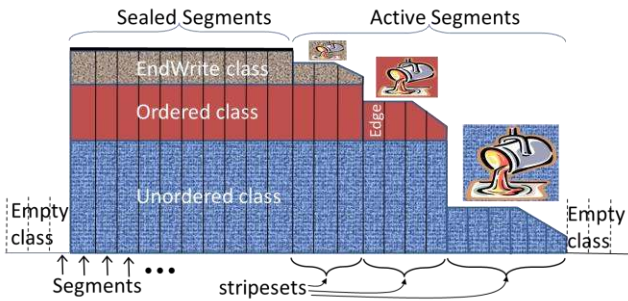 Sealed Segments
Active Segments
EndWrite class
Ordered class
Edge
Unordered class
Empty
class
Empty
class
Segments
•••
stripesets